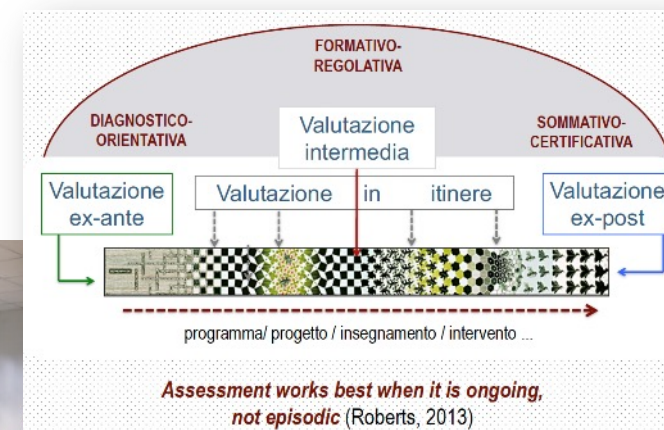 FORMATIVO-
REGOLATIVA
DIAGNOSTICO-
ORIENTATIVA
SOMMATIVO-
CERTIFICATIVA
Valutazione
intermedia
Valutazione
ex-ante
Valutazione in itinere
Valutazione
ex-post
programma/ progetto / insegnamento / intervento ...
Assessment works best when it is ongoing,
not episodic (Roberts, 2013)